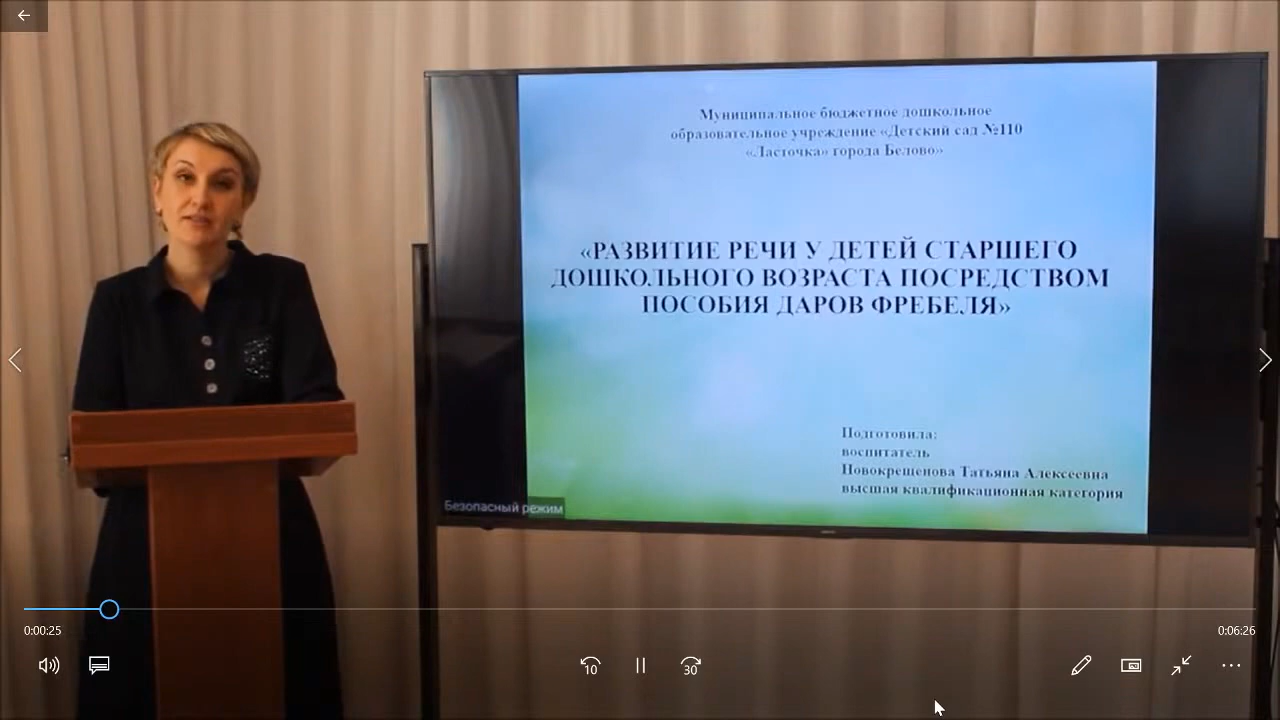 Муниципальное бюджетное дошкольное
образовательное учреждение «Детский сад №110
«Ласточка» города Белово»
«РАЗВИТИЕ РЕЧИ У ДЕТЕЙ СТАРШЕГО
ДОШКОЛЬНОГО ВОЗРАСТА ПОСРЕДСТВОМ
ПОСОБИЯ ДАРОВ ФРЕБЕЛЯ»
Подготовила:
воспитатель
Новокрещенова Татьяна Алексеевна
высшая квалификационная категория
Безопасный режим
0:00:25
0:06:26
10
30